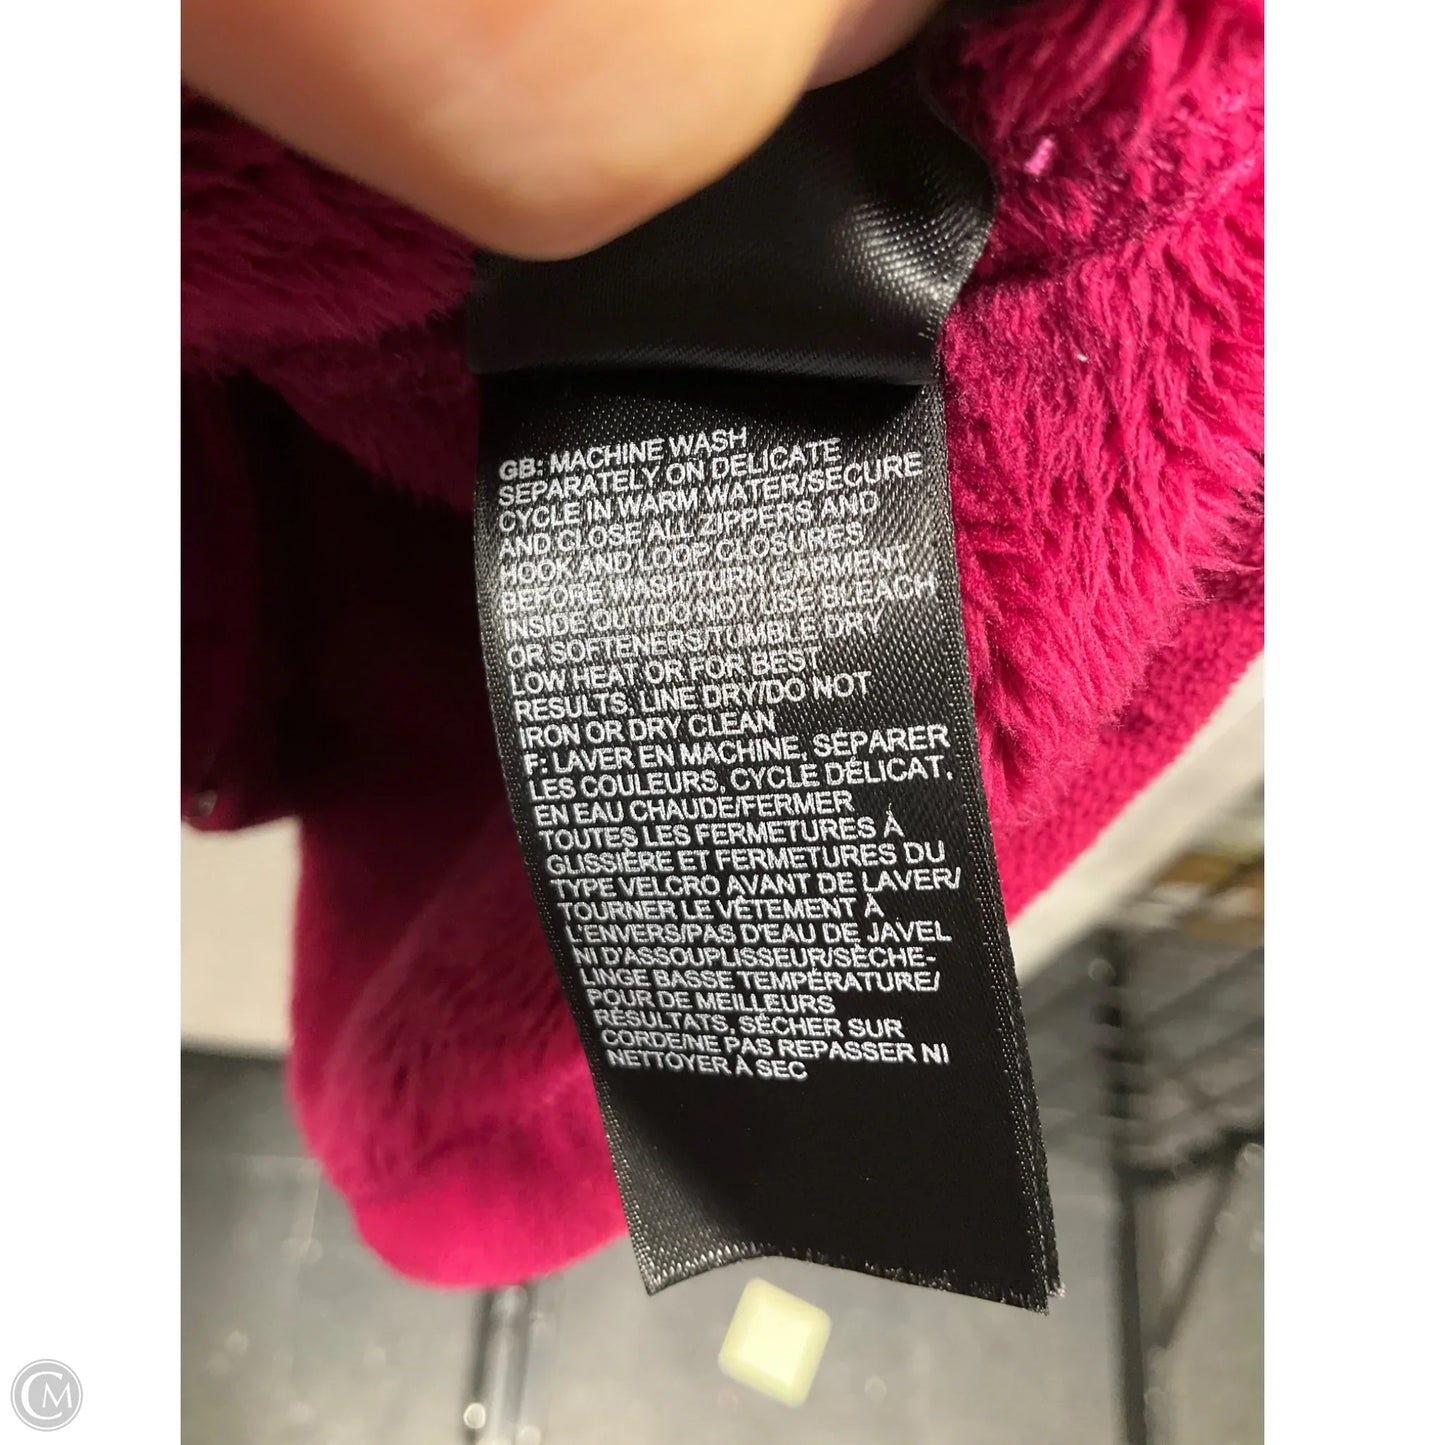 GB: MACHINE WASH
SEPARATELY ON DELICATE
CYCLE IN WARM WATER/SECURE
AND CLOSE ALL ZIPPERS AND
HOOK AND LOOP CLOSURES
BEFORE WASH/TURN GARMENT
INSIDE OUT/DO NOT USE BLEACH
OR SOFTENERS/TUMBLE DRY
LOW HEAT OR FOR BEST
RESULTS, LINE DRY/DO NOT
IRON OR DRY CLEAN
F: LAVER EN MACHINE, SÉPARER
LES COULEURS, CYCLE DÉLICAT,
EN EAU CHAUDE/FERMER
TOUTES LES FERMETURES À
GLISSIÈRE ET FERMETURES DU
TYPE VELCRO AVANT DE LAVER/
TOURNER LE VÊTEMENT À
L'ENVERS/PAS D'EAU DE JAVEL
NI D'ASSOUPLISSEUR/SÈCHE-
LINGE BASSE TEMPÉRATURE/
POUR DE MEILLEURS
RÉSULTATS, SÉCHER SUR
CORDE/NE PAS REPASSER NI
NETTOYER À SEC
CM